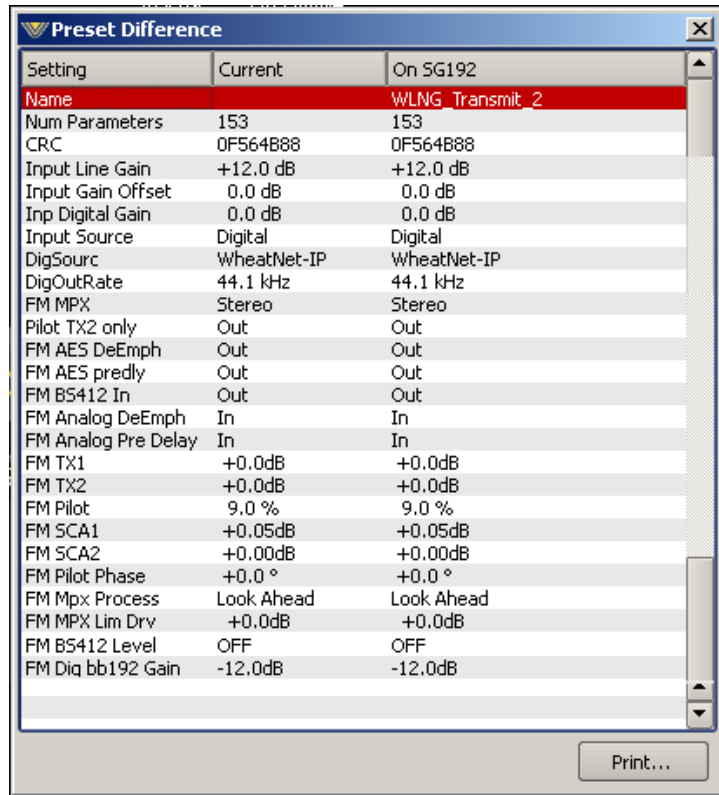 Preset Difference
Setting Current On SG192
Name WLNG_Transmit_2
Num Parameters 153 153
CRC 0F564B88 0F564B88
Input Line Gain +12.0 dB +12.0 dB
Input Gain Offset 0.0 dB 0.0 dB
Inp Digital Gain 0.0 dB 0.0 dB
Input Source Digital Digital
DigSourc WheatNet-IP WheatNet-IP
DigOutRate 44.1 kHz 44.1 kHz
FM MPX Stereo Stereo
Pilot TX2 only Out Out
FM AES DeEmph Out Out
FM AES predly Out Out
FM BS412 In Out Out
FM Analog DeEmph In In
FM Analog Pre Delay In In
FM TX1 +0.0dB +0.0dB
FM TX2 +0.0dB +0.0dB
FM Pilot 9.0 % 9.0 %
FM SCA1 +0.05dB +0.05dB
FM SCA2 +0.00dB +0.00dB
FM Pilot Phase +0.0 ° +0.0 °
FM Mpx Process Look Ahead Look Ahead
FM MPX Lim Drv +0.0dB +0.0dB
FM BS412 Level OFF OFF
FM Dig bb192 Gain -12.0dB -12.0dB
Print...